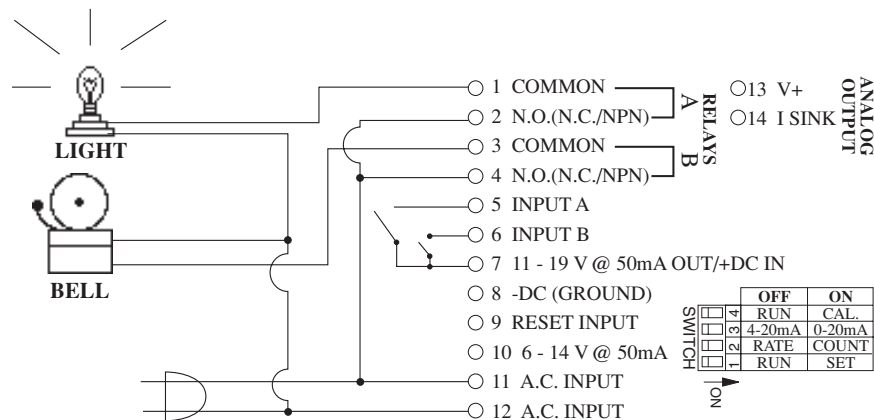 LIGHT
BELL
1 COMMON
2 N.O.(N.C./NPN)
3 COMMON
4 N.O.(N.C./NPN)
5 INPUT A
6 INPUT B
7 11 - 19 V @ 50mA OUT/+DC IN
8 -DC (GROUND)
9 RESET INPUT
10 6 - 14 V @ 50mA
11 A.C. INPUT
12 A.C. INPUT
A
B
RELAYS
13 V+
14 I SINK
ANALOG
OUTPUT
SWITCH
OFF ON
4 RUN CAL.
3 4-20mA 0-20mA
2 RATE COUNT
1 RUN SET
ON